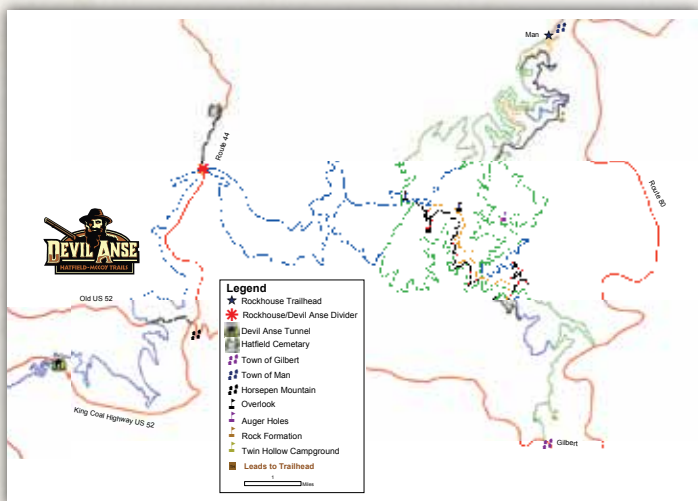 Man
Route 44
Route 80
DEVIL ANSE
HATFIELD-MCCOY TRAILS
Old US 52
King Coal Highway US 52
Gilbert
Legend
Rockhouse Trailhead
Rockhouse/Devil Anse Divider
Devil Anse Tunnel
Hatfield Cemetary
Town of Gilbert
Town of Man
Horsepen Mountain
Overlook
Auger Holes
Rock Formation
Twin Hollow Campground
Leads to Trailhead
1
Miles